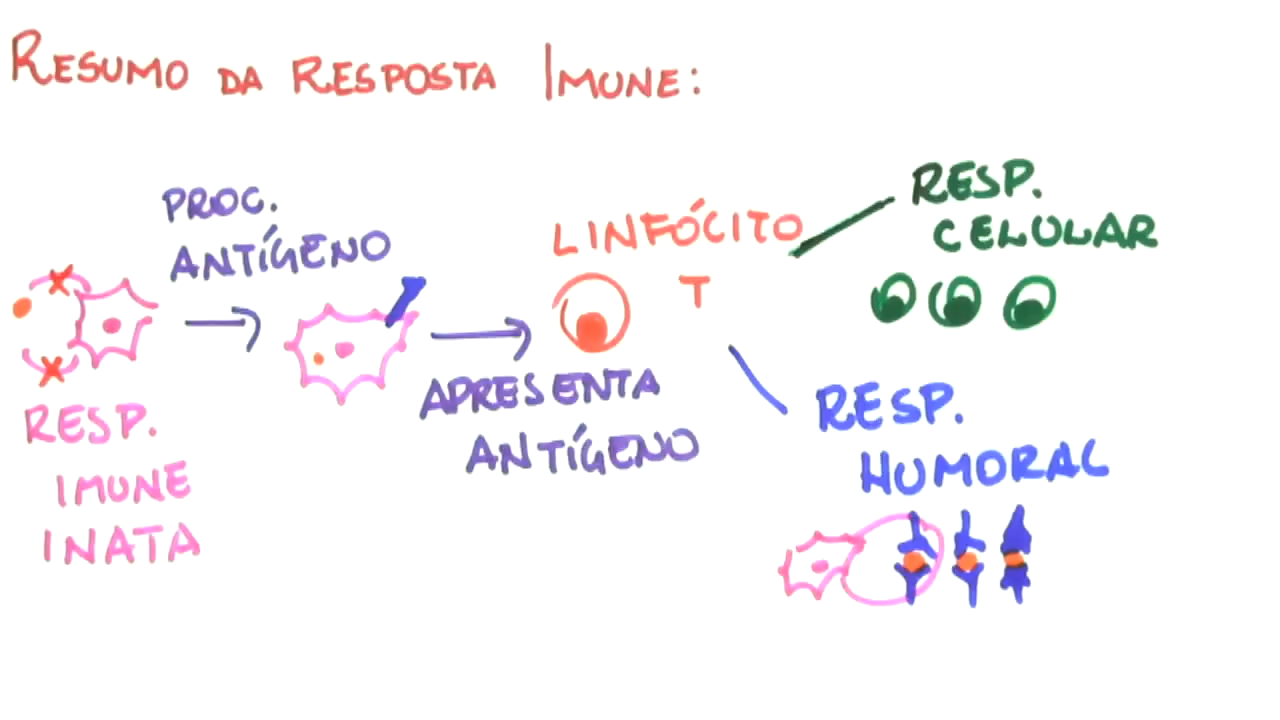 RESUMO DA RESPOSTA IMUNE:
PROC.
ANTÍGENO
RESP.
IMUNE
INATA
APRESENTA
ANTÍGENO
LINFÓCITO
T
RESP.
CELULAR
RESP.
HUMORAL